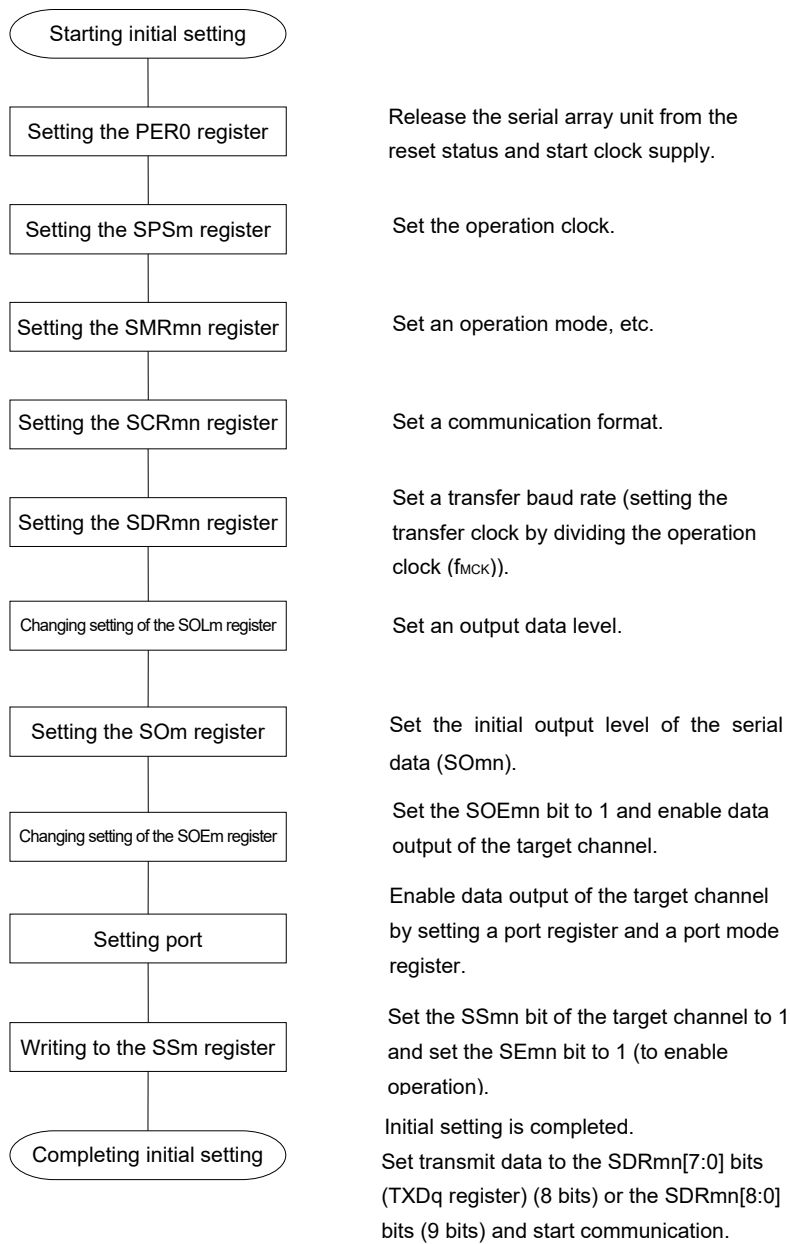 Starting initial setting
Setting the PER0 register
Release the serial array unit from the
reset status and start clock supply.
Setting the SPSm register
Set the operation clock.
Setting the SMRmn register
Set an operation mode, etc.
Setting the SCRmn register
Set a communication format.
Setting the SDRmn register
Set a transfer baud rate (setting the
transfer clock by dividing the operation
clock (fMCK)).
Changing setting of the SOLm register
Set an output data level.
Setting the SOm register
Set the initial output level of the serial
data (SOmn).
Changing setting of the SOEm register
Set the SOEmn bit to 1 and enable data
output of the target channel.
Setting port
Enable data output of the target channel
by setting a port register and a port mode
register.
Writing to the SSm register
Set the SSmn bit of the target channel to 1
and set the SEmn bit to 1 (to enable
operation).
Completing initial setting
Initial setting is completed.
Set transmit data to the SDRmn[7:0] bits
(TXDq register) (8 bits) or the SDRmn[8:0]
bits (9 bits) and start communication.